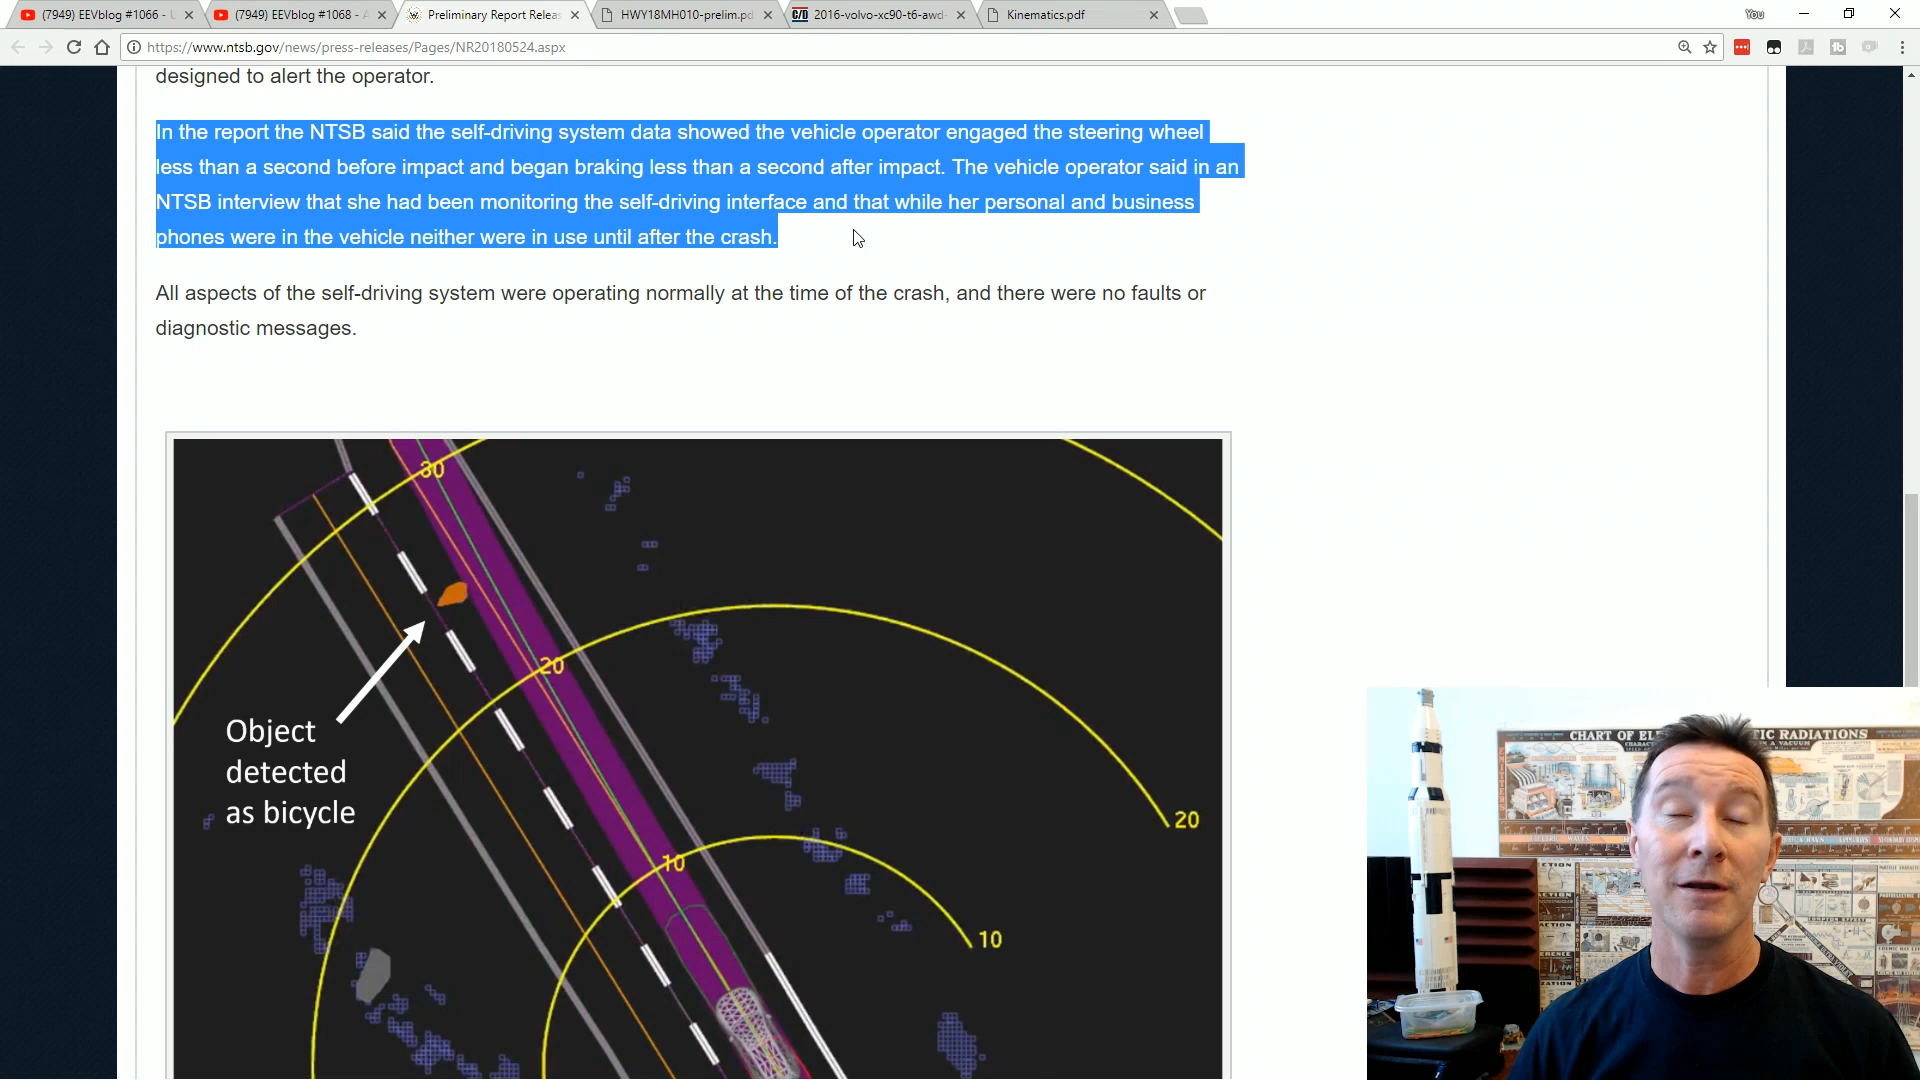 (7949) EEVblog #1066 - U
(7949) EEVblog #1068 - A
Preliminary Report Releas
HWY18MH010-prelim.pd
C/D 2016-volvo-xc90-t6-awd-
Kinematics.pdf
You
https://www.ntsb.gov/news/press-releases/Pages/NR20180524.aspx
designed to alert the operator.
In the report the NTSB said the self-driving system data showed the vehicle operator engaged the steering wheel
less than a second before impact and began braking less than a second after impact. The vehicle operator said in an
NTSB interview that she had been monitoring the self-driving interface and that while her personal and business
phones were in the vehicle neither were in use until after the crash.
All aspects of the self-driving system were operating normally at the time of the crash, and there were no faults or
diagnostic messages.
30
20
Object
detected
as bicycle
10
20
10
CHART OF EL
TIC RADIATIONS